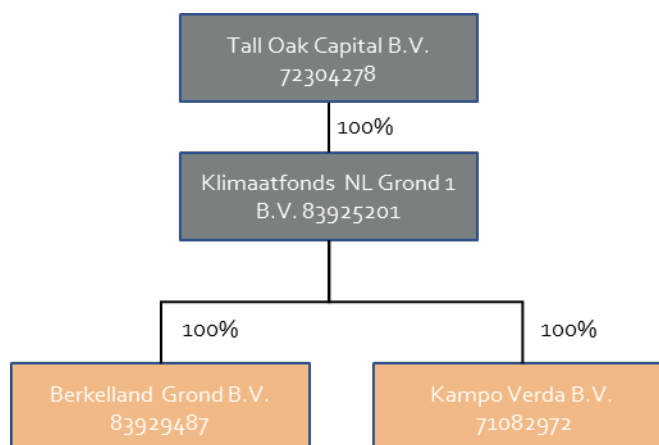 Tall Oak Capital B.V.
72304278
100%
Klimaatfonds NL Grond 1
B.V. 83925201
100%
100%
Berkelland Grond B.V.
83929487
Kampo Verda B.V.
71082972